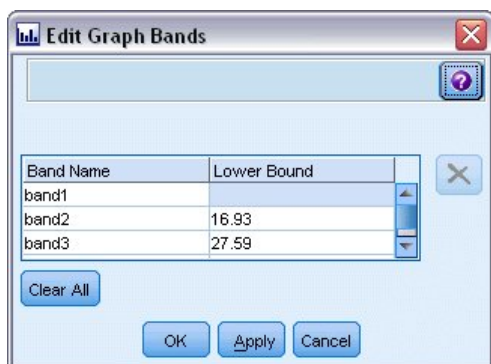 Edit Graph Bands
?
Band Name Lower Bound
band1
band2 16.93
band3 27.59
Clear All
OK Apply Cancel